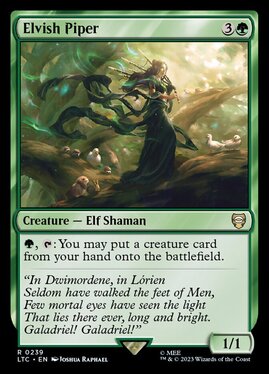 Elvish Piper 3
Creature — Elf Shaman
, : You may put a creature card
from your hand onto the battlefield.
“In Dwimordene, in Lórien
Seldom have walked the feet of Men,
Few mortal eyes have seen the light
That lies there ever, long and bright.
Galadriel! Galadriel!”
1/1
R 0239
LTC • EN Joshua Raphael
© MEE
™ & © 2023 Wizards of the Coast